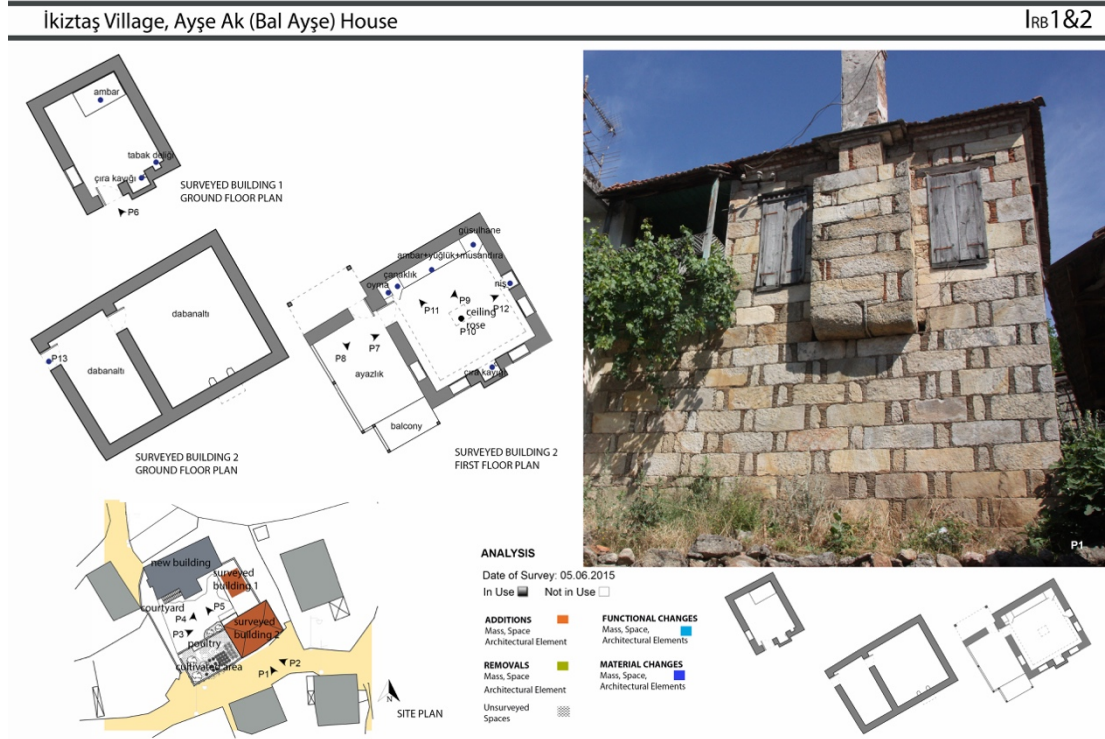 İkiztaş Village, Ayşe Ak (Bal Ayşe) House
IRB1&2
ambar
tabak deliği
çıra kayığı
P6
SURVEYED BUILDING 1
GROUND FLOOR PLAN
dabanaltı
dabanaltı
P13
SURVEYED BUILDING 2
GROUND FLOOR PLAN
güsulhane
ambar+yüğlük+musandıra
çanaklık
oyma
niş
P9
P11
P12
ceiling
rose
P10
P7
P8
ayazlık
çıra kayığı
balcony
SURVEYED BUILDING 2
FIRST FLOOR PLAN
P1
new building
surveyed
building 1
courtyard
P5
P4
P3
surveyed
building 2
poultry
cultivated area
P2
P1
N
SITE PLAN
ANALYSIS
Date of Survey: 05.06.2015
In Use
Not in Use
ADDITIONS
Mass, Space
Architectural Element
FUNCTIONAL CHANGES
Mass, Space,
Architectural Elements
REMOVALS
Mass, Space
Architectural Element
MATERIAL CHANGES
Mass, Space,
Architectural Elements
Unsurveyed
Spaces